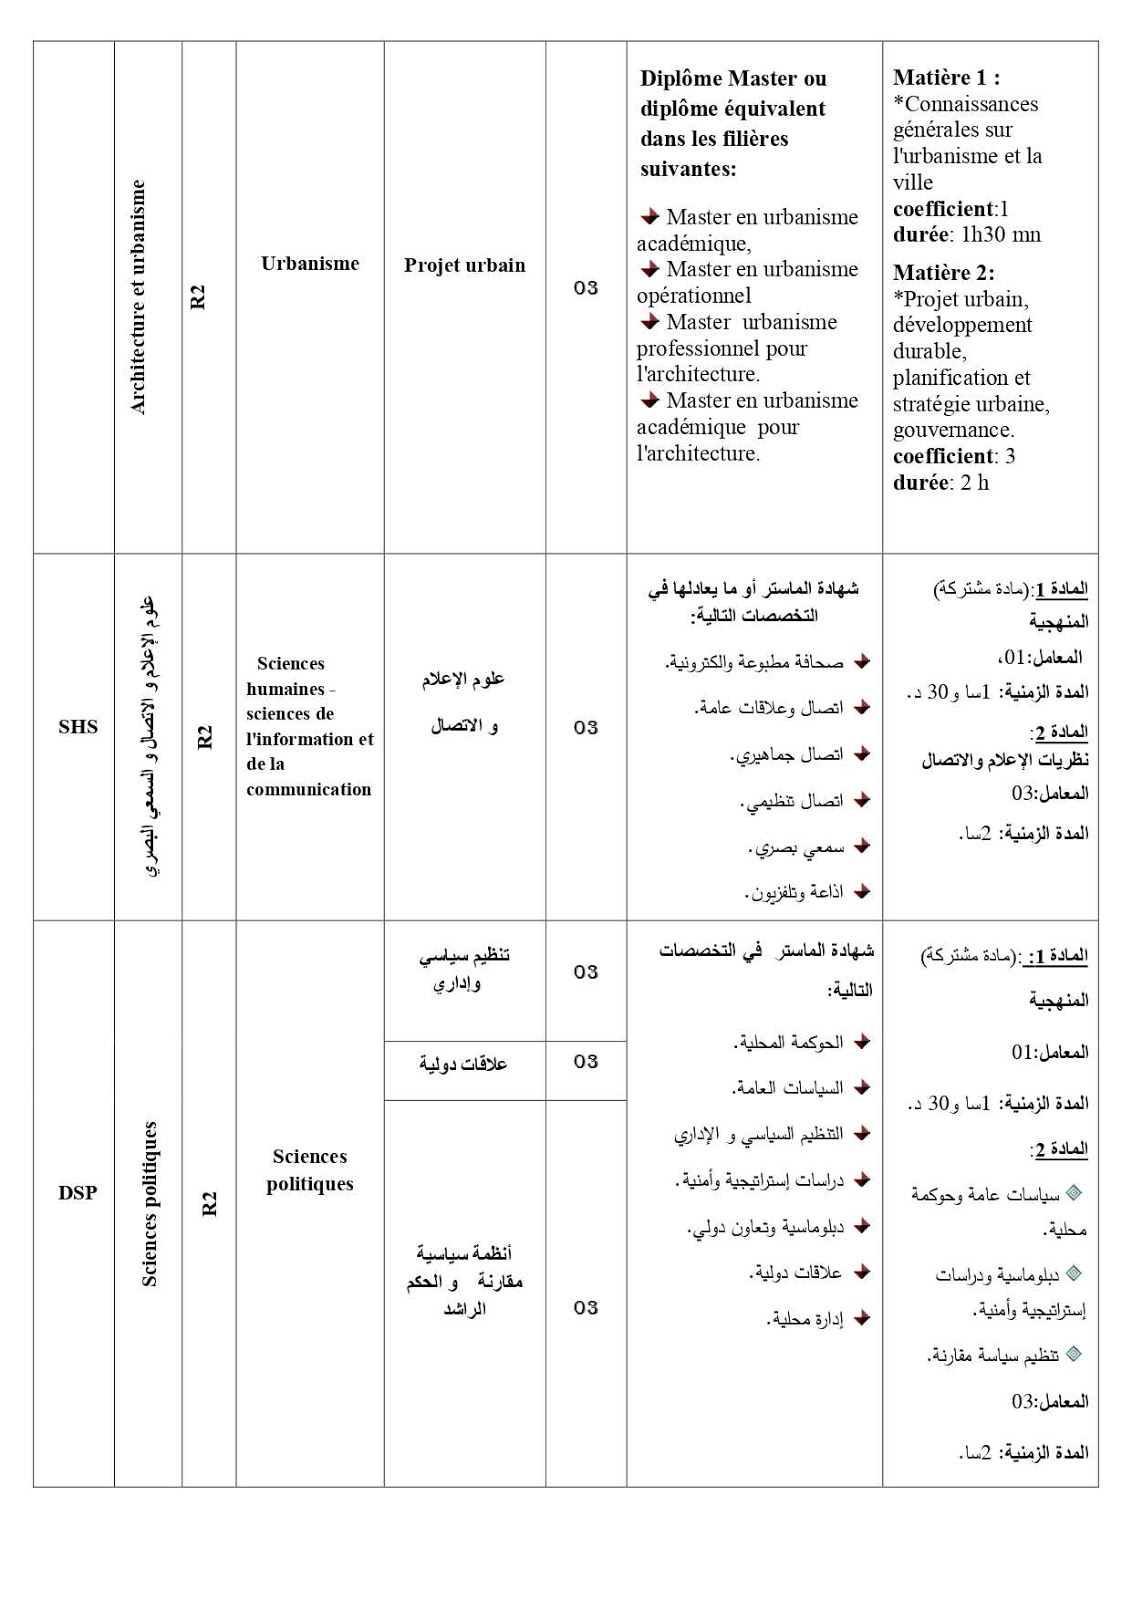 Architecture et urbanisme
R2
Urbanisme
Projet urbain
03
Diplôme Master ou
diplôme équivalent
dans les filières
suivantes:
Master en urbanisme
académique,
Master en urbanisme
opérationnel
Master urbanisme
professionnel pour
l'architecture.
Master en urbanisme
académique pour
l'architecture.
Matière 1 :
*Connaissances
générales sur
l'urbanisme et la
ville
coefficient:1
durée: 1h30 mn
Matière 2:
*Projet urbain,
développement
durable,
planification et
stratégie urbaine,
gouvernance.
coefficient: 3
durée: 2 h
SHS
علوم الإعلام و الاتصال و السمعي البصري
R2
Sciences
humaines -
sciences de
l'information et
de la
communication
علوم الإعلام
و الاتصال
03
شهادة الماستر أو ما يعادلها في
التخصصات التالية:
صحافة مطبوعة والكترونية.
اتصال وعلاقات عامة.
اتصال جماهيري.
اتصال تنظيمي.
سمعي بصري.
اذاعة وتلفزيون.
المادة 1:(مادة مشتركة)
المنهجية
المعامل:01،
المدة الزمنية: 1سا و30 د.
المادة 2:
نظريات الإعلام والاتصال
المعامل:03
المدة الزمنية: 2سا.
DSP
Sciences politiques
R2
Sciences
politiques
تنظيم سياسي
وإداري
03
علاقات دولية
03
أنظمة سياسية
مقارنة و الحكم
الراشد
03
شهادة الماستر في التخصصات
التالية:
الحوكمة المحلية.
السياسات العامة.
التنظيم السياسي و الإداري
دراسات إستراتيجية وأمنية.
دبلوماسية وتعاون دولي.
علاقات دولية.
إدارة محلية.
المادة 1: :(مادة مشتركة)
المنهجية
المعامل:01
المدة الزمنية: 1سا و30 د.
المادة 2:
سياسات عامة وحوكمة
محلية.
دبلوماسية ودراسات
إستراتيجية وأمنية.
تنظيم سياسة مقارنة.
المعامل:03
المدة الزمنية: 2سا.